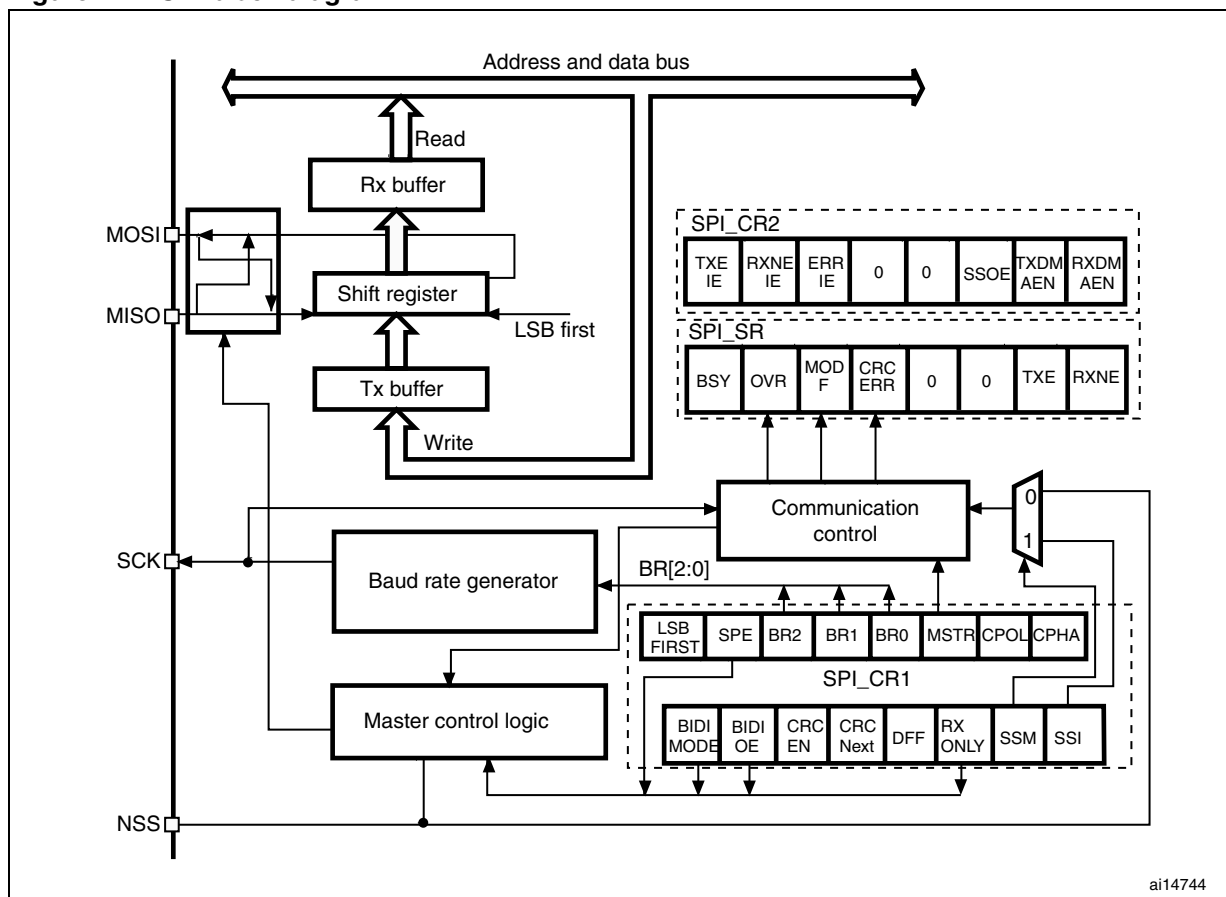 Address and data bus
Read
Rx buffer
MOSI
SPI_CR2
TXE
IE
RXNE
IE
ERR
IE
0
0
SSOE
TXDM
AEN
RXDM
AEN
Shift register
MISO
LSB first
SPI_SR
BSY
OVR
MOD
F
CRC
ERR
0
0
TXE
RXNE
Tx buffer
Write
Communication
control
0
1
SCK
Baud rate generator
BR[2:0]
LSB
FIRST
SPE
BR2
BR1
BR0
MSTR
CPOL
CPHA
SPI_CR1
Master control logic
BIDI
MODE
BIDI
OE
CRC
EN
CRC
Next
DFF
RX
ONLY
SSM
SSI
NSS
ai14744